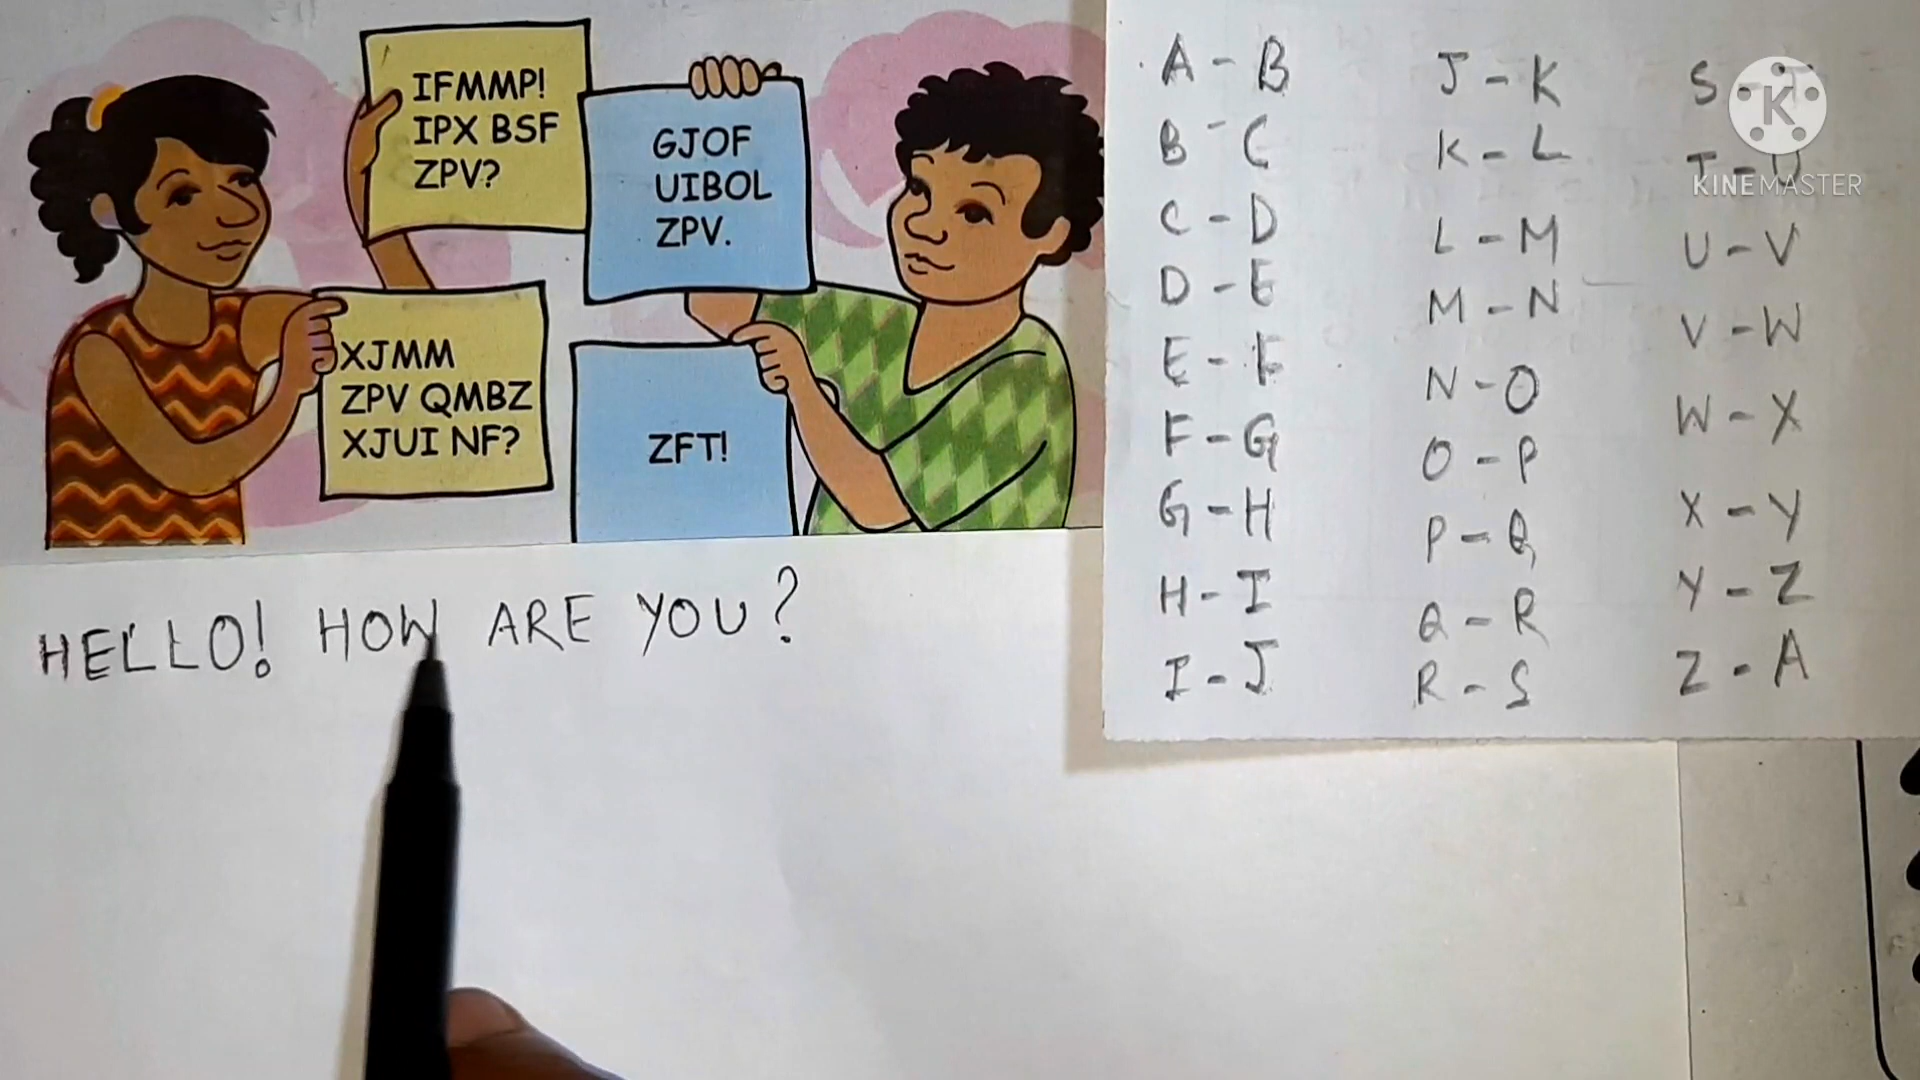 IFMMP!
IPX BSF
ZPV?
GJOF
UIBOL
ZPV.
XJMM
ZPV QMBZ
XJUI NF?
ZFT!
HELLO! HOW ARE YOU?
A - B
B - C
C - D
D - E
E - F
F - G
G - H
H - I
I - J
J - K
K - L
L - M
M - N
N - O
O - P
P - Q
Q - R
R - S
S - T
T - U
U - V
V - W
W - X
X - Y
Y - Z
Z - A
K
KINEMASTER